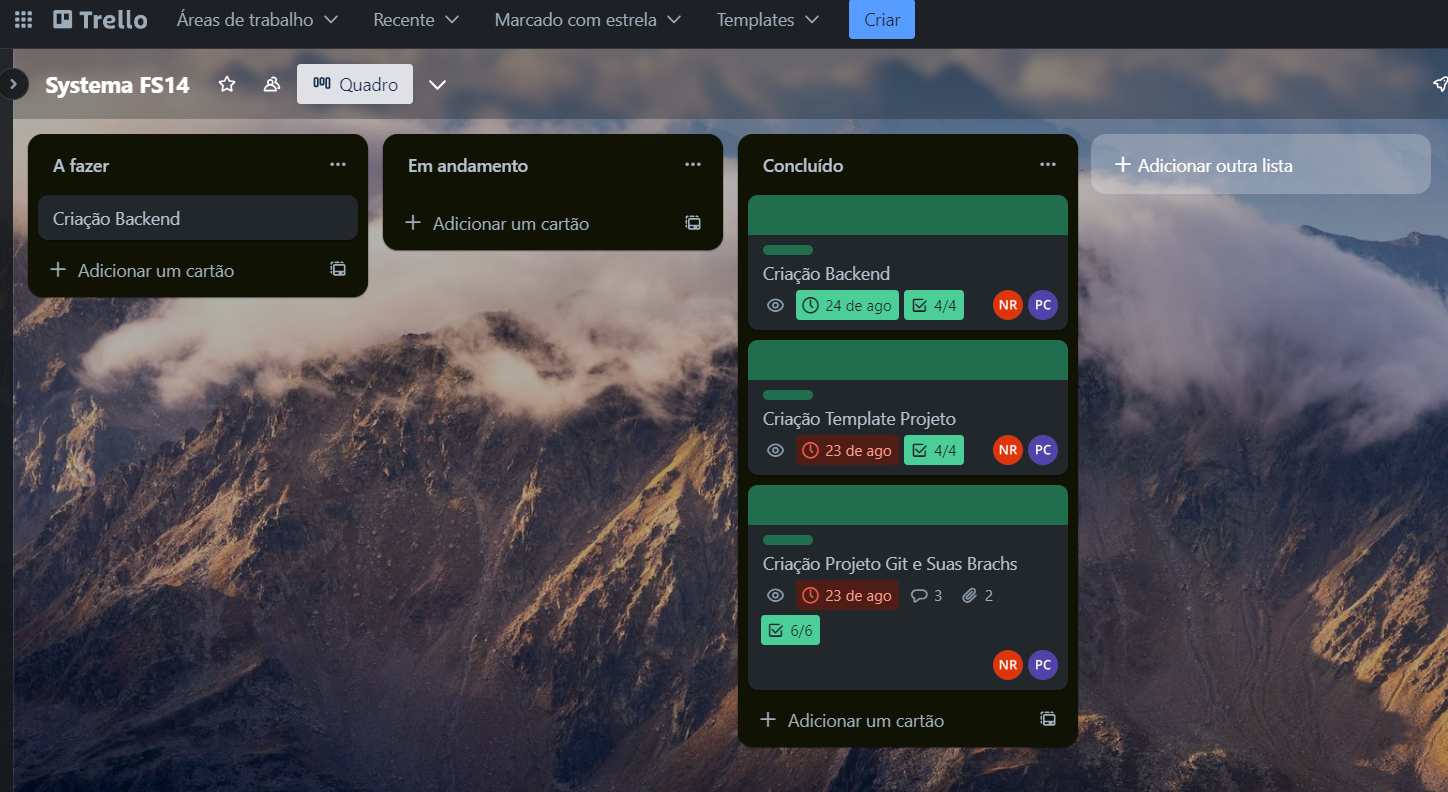 Trello
Áreas de trabalho
Recente
Marcado com estrela
Templates
Criar
Systema FS14
Quadro
A fazer
Criação Backend
Adicionar um cartão
Em andamento
Adicionar um cartão
Concluído
Criação Backend
24 de ago
4/4
NR
PC
Criação Template Projeto
23 de ago
4/4
NR
PC
Criação Projeto Git e Suas Brachs
23 de ago
3
2
6/6
NR
PC
Adicionar um cartão
Adicionar outra lista